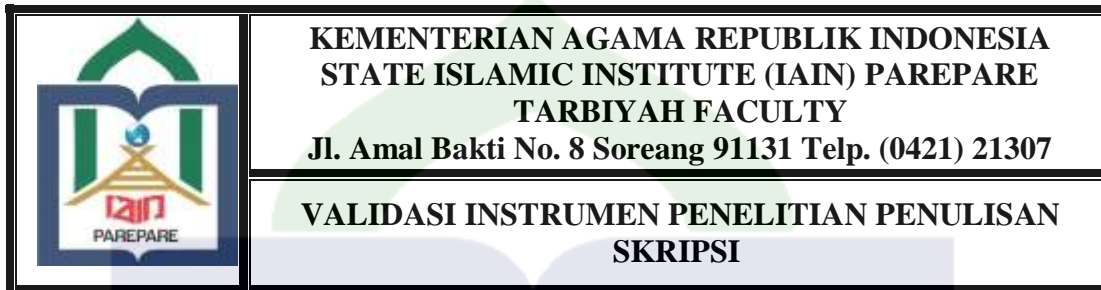 KEMENTERIAN AGAMA REPUBLIK INDONESIA
STATE ISLAMIC INSTITUTE (IAIN) PAREPARE
TARBIYAH FACULTY
Jl. Amal Bakti No. 8 Soreang 91131 Telp. (0421) 21307
VALIDASI INSTRUMEN PENELITIAN PENULISAN
SKRIPSI
IAIN
PAREPARE